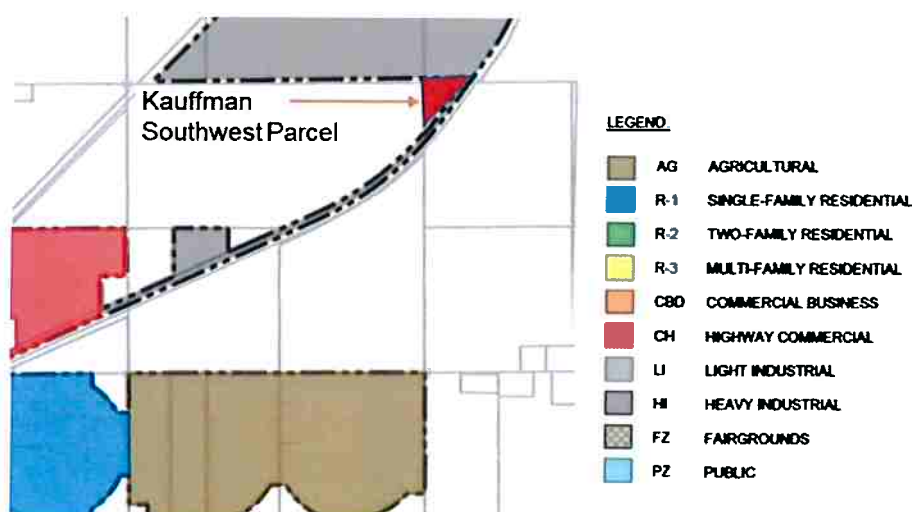 Kauffman
Southwest Parcel
LEGEND
AG AGRICULTURAL
R-1 SINGLE-FAMILY RESIDENTIAL
R-2 TWO-FAMILY RESIDENTIAL
R-3 MULTI-FAMILY RESIDENTIAL
CBD COMMERCIAL BUSINESS
CH HIGHWAY COMMERCIAL
LI LIGHT INDUSTRIAL
HI HEAVY INDUSTRIAL
FZ FAIRGROUNDS
PZ PUBLIC